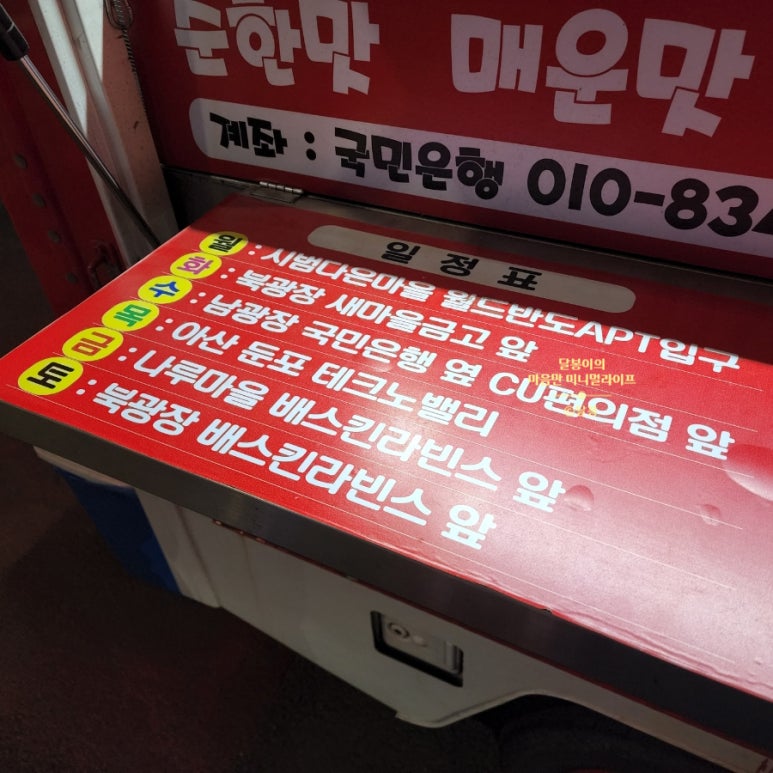 순한맛 매운맛
계좌 : 국민은행 010-834
일정표
월 : 시범다은마을 월드반도APT입구
화 : 북광장 새마을금고 앞
수 : 남광장 국민은행 옆 CU편의점 앞
목 : 아산 둔포 테크노밸리
금 : 나루마을 배스킨라빈스 앞
토 : 북광장 배스킨라빈스 앞
달봉이의
마음만 미니멀라이프